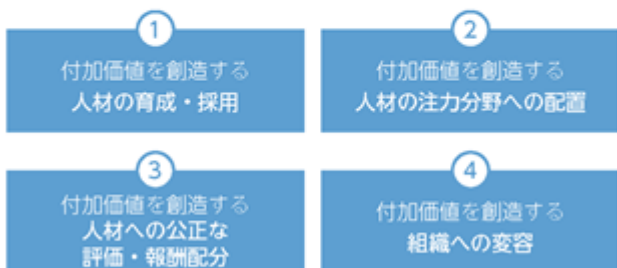 1
付加価値を創造する
人材の育成・採用
2
付加価値を創造する
人材の注力分野への配置
3
付加価値を創造する
人材への公正な
評価・報酬配分
4
付加価値を創造する
組織への変容